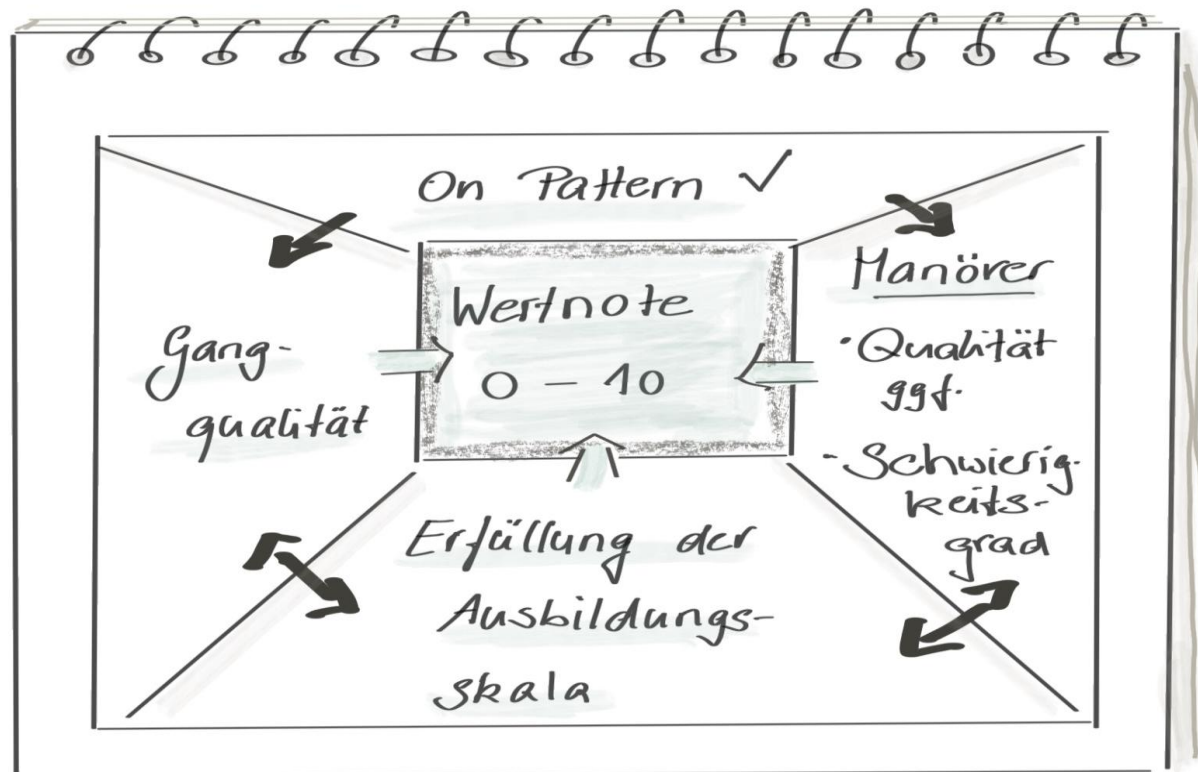 On Pattern ✓
Wertnote
0 – 10
Gang-
qualität
Manöver
• Qualität
ggf.
• Schwierig-
keits-
grad
Erfüllung der
Ausbildungs-
skala